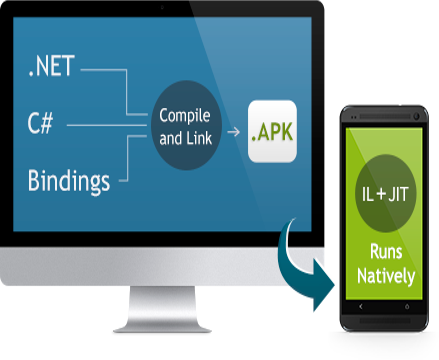 .NET
C#
Bindings
Compile
and Link
.APK
IL+JIT
Runs
Natively